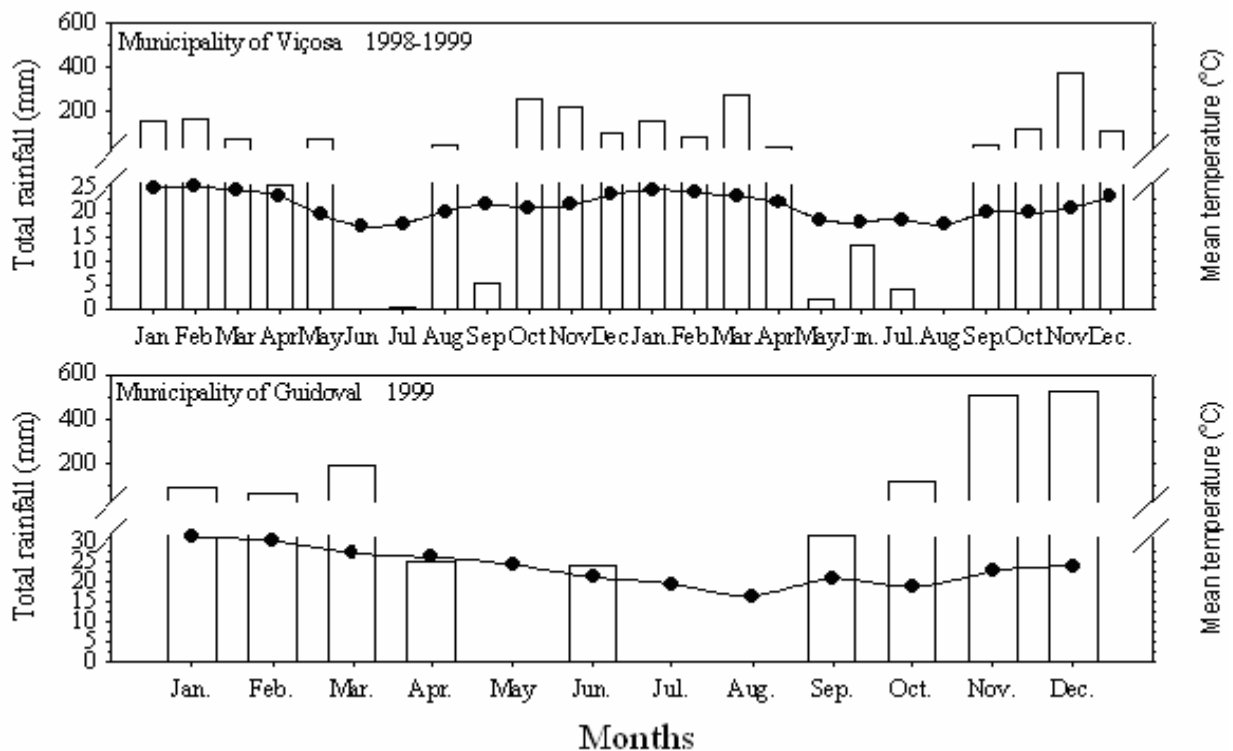 Municipality of Viçosa 1998-1999
Total rainfall (mm)
600
400
200
25
20
15
10
5
0
Mean temperature (°C)
Jan Feb Mar Apr May Jun Jul Aug Sep Oct Nov Dec Jan. Feb. Mar. Apr May Jun. Jul. Aug Sep. Oct. Nov Dec.
Municipality of Guidoval 1999
Total rainfall (mm)
600
400
200
30
25
20
15
10
5
0
Mean temperature (°C)
Jan. Feb. Mar. Apr. May Jun. Jul. Aug. Sep. Oct. Nov. Dec.
Months